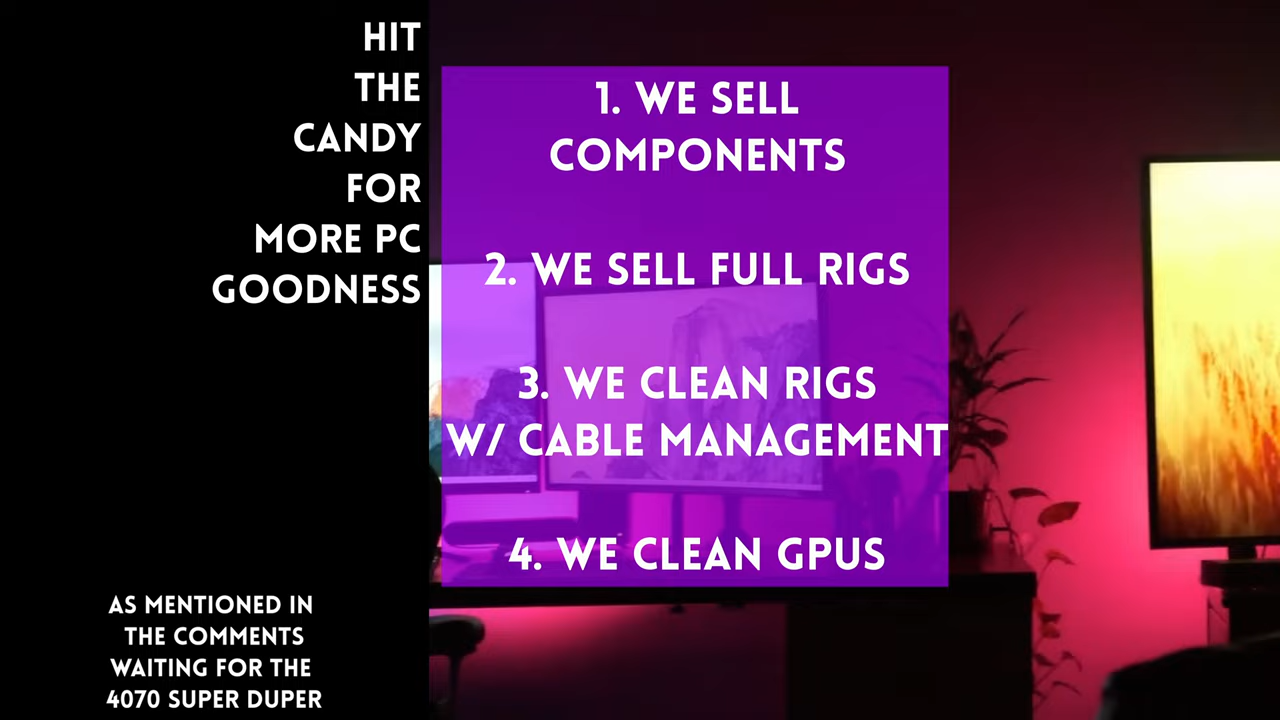 HIT
THE
CANDY
FOR
MORE PC
GOODNESS
1. WE SELL
COMPONENTS
2. WE SELL FULL RIGS
3. WE CLEAN RIGS
W/ CABLE MANAGEMENT
4. WE CLEAN GPUS
AS MENTIONED IN
THE COMMENTS
WAITING FOR THE
4070 SUPER DUPER